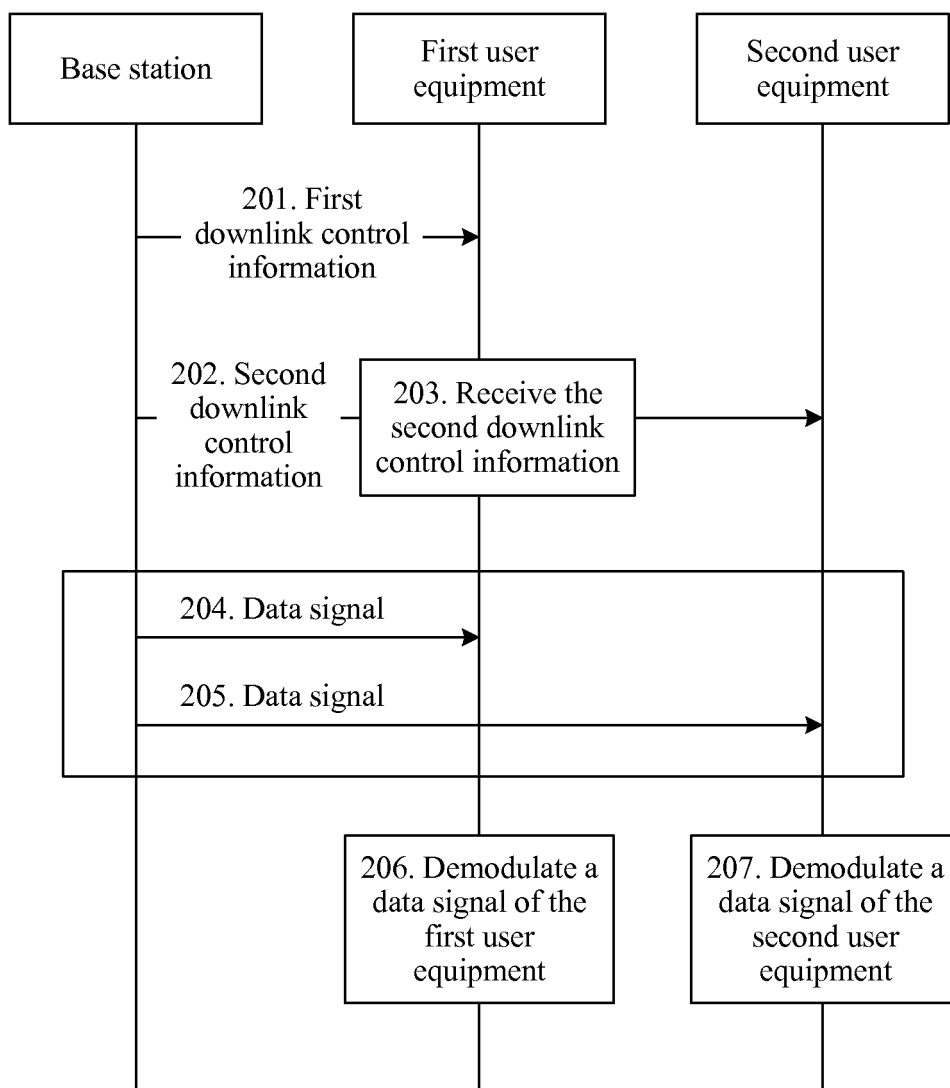 Base station
First user
equipment
Second user
equipment
201. First
downlink control
information
202. Second
downlink
control
information
203. Receive the
second downlink
control information
204. Data signal
205. Data signal
206. Demodulate a
data signal of the
first user
equipment
207. Demodulate a
data signal of the
second user
equipment